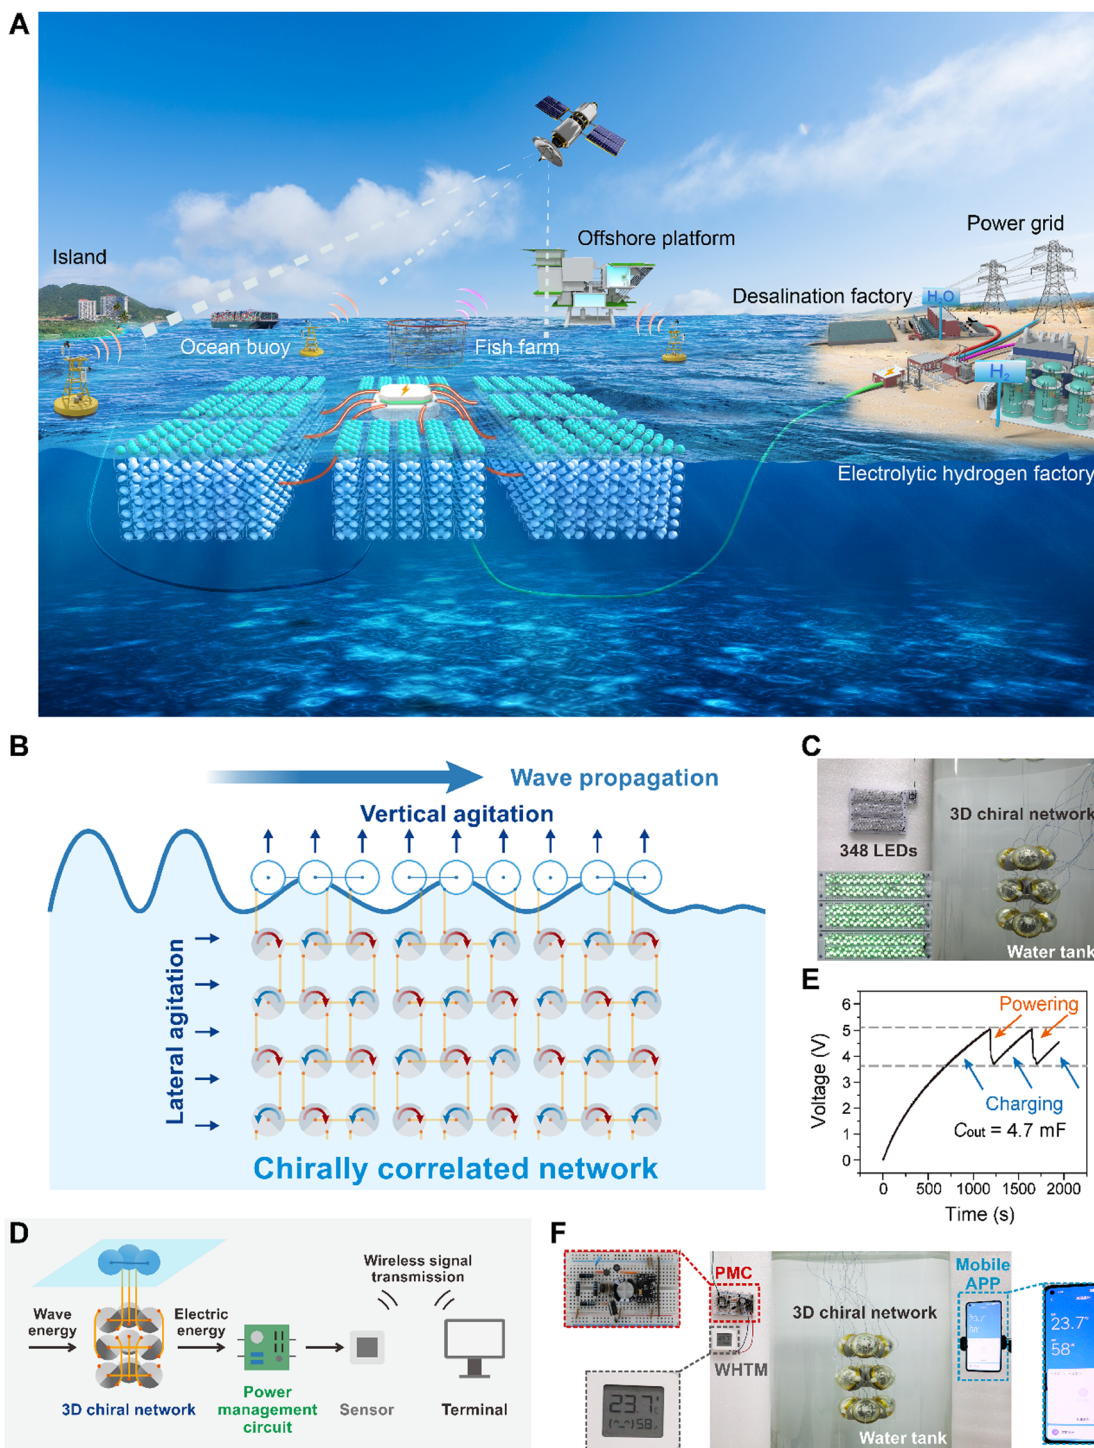 A
Island
Offshore platform
Power grid
Desalination factory
H₂O
Ocean buoy
Fish farm
H₂
Electrolytic hydrogen factory
B
Wave propagation
Vertical agitation
Lateral agitation
Chirally correlated network
C
3D chiral network
348 LEDs
Water tank
E
Voltage (V)
6
5
4
3
2
1
0
Powering
Charging
Cout = 4.7 mF
0
500
1000
1500
2000
Time (s)
D
Wireless signal
transmission
Wave
energy
Electric
energy
3D chiral network
Power
management
circuit
Sensor
Terminal
F
PMC
WHTM
3D chiral network
Water tank
Mobile
APP
23.7
58
23.7°
58